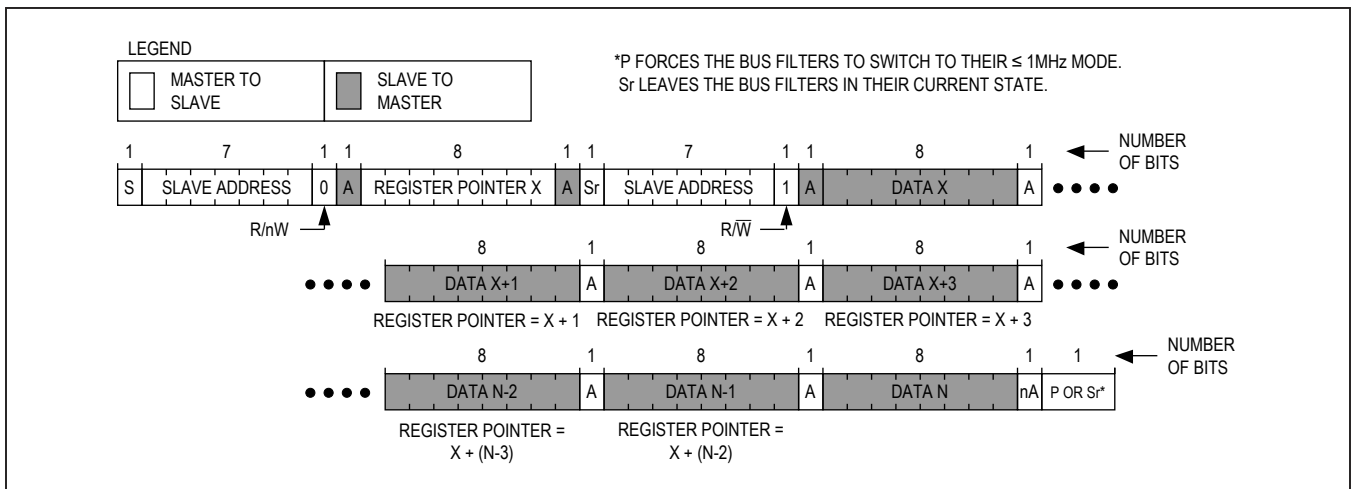 LEGEND
MASTER TO
SLAVE
SLAVE TO
MASTER
*P FORCES THE BUS FILTERS TO SWITCH TO THEIR ≤ 1MHz MODE.
Sr LEAVES THE BUS FILTERS IN THEIR CURRENT STATE.
1 7 1 1 8 1 1 7 1 1 8 1 NUMBER
OF BITS
S SLAVE ADDRESS 0 A REGISTER POINTER X A Sr SLAVE ADDRESS 1 A DATA X A
R/nW R/W̅
8 1 8 1 8 1 NUMBER
OF BITS
DATA X+1 A DATA X+2 A DATA X+3 A
REGISTER POINTER = X + 1 REGISTER POINTER = X + 2 REGISTER POINTER = X + 3
8 1 8 1 8 1 1 NUMBER
OF BITS
DATA N-2 A DATA N-1 A DATA N nA P OR Sr*
REGISTER POINTER =
X + (N-3)
REGISTER POINTER =
X + (N-2)